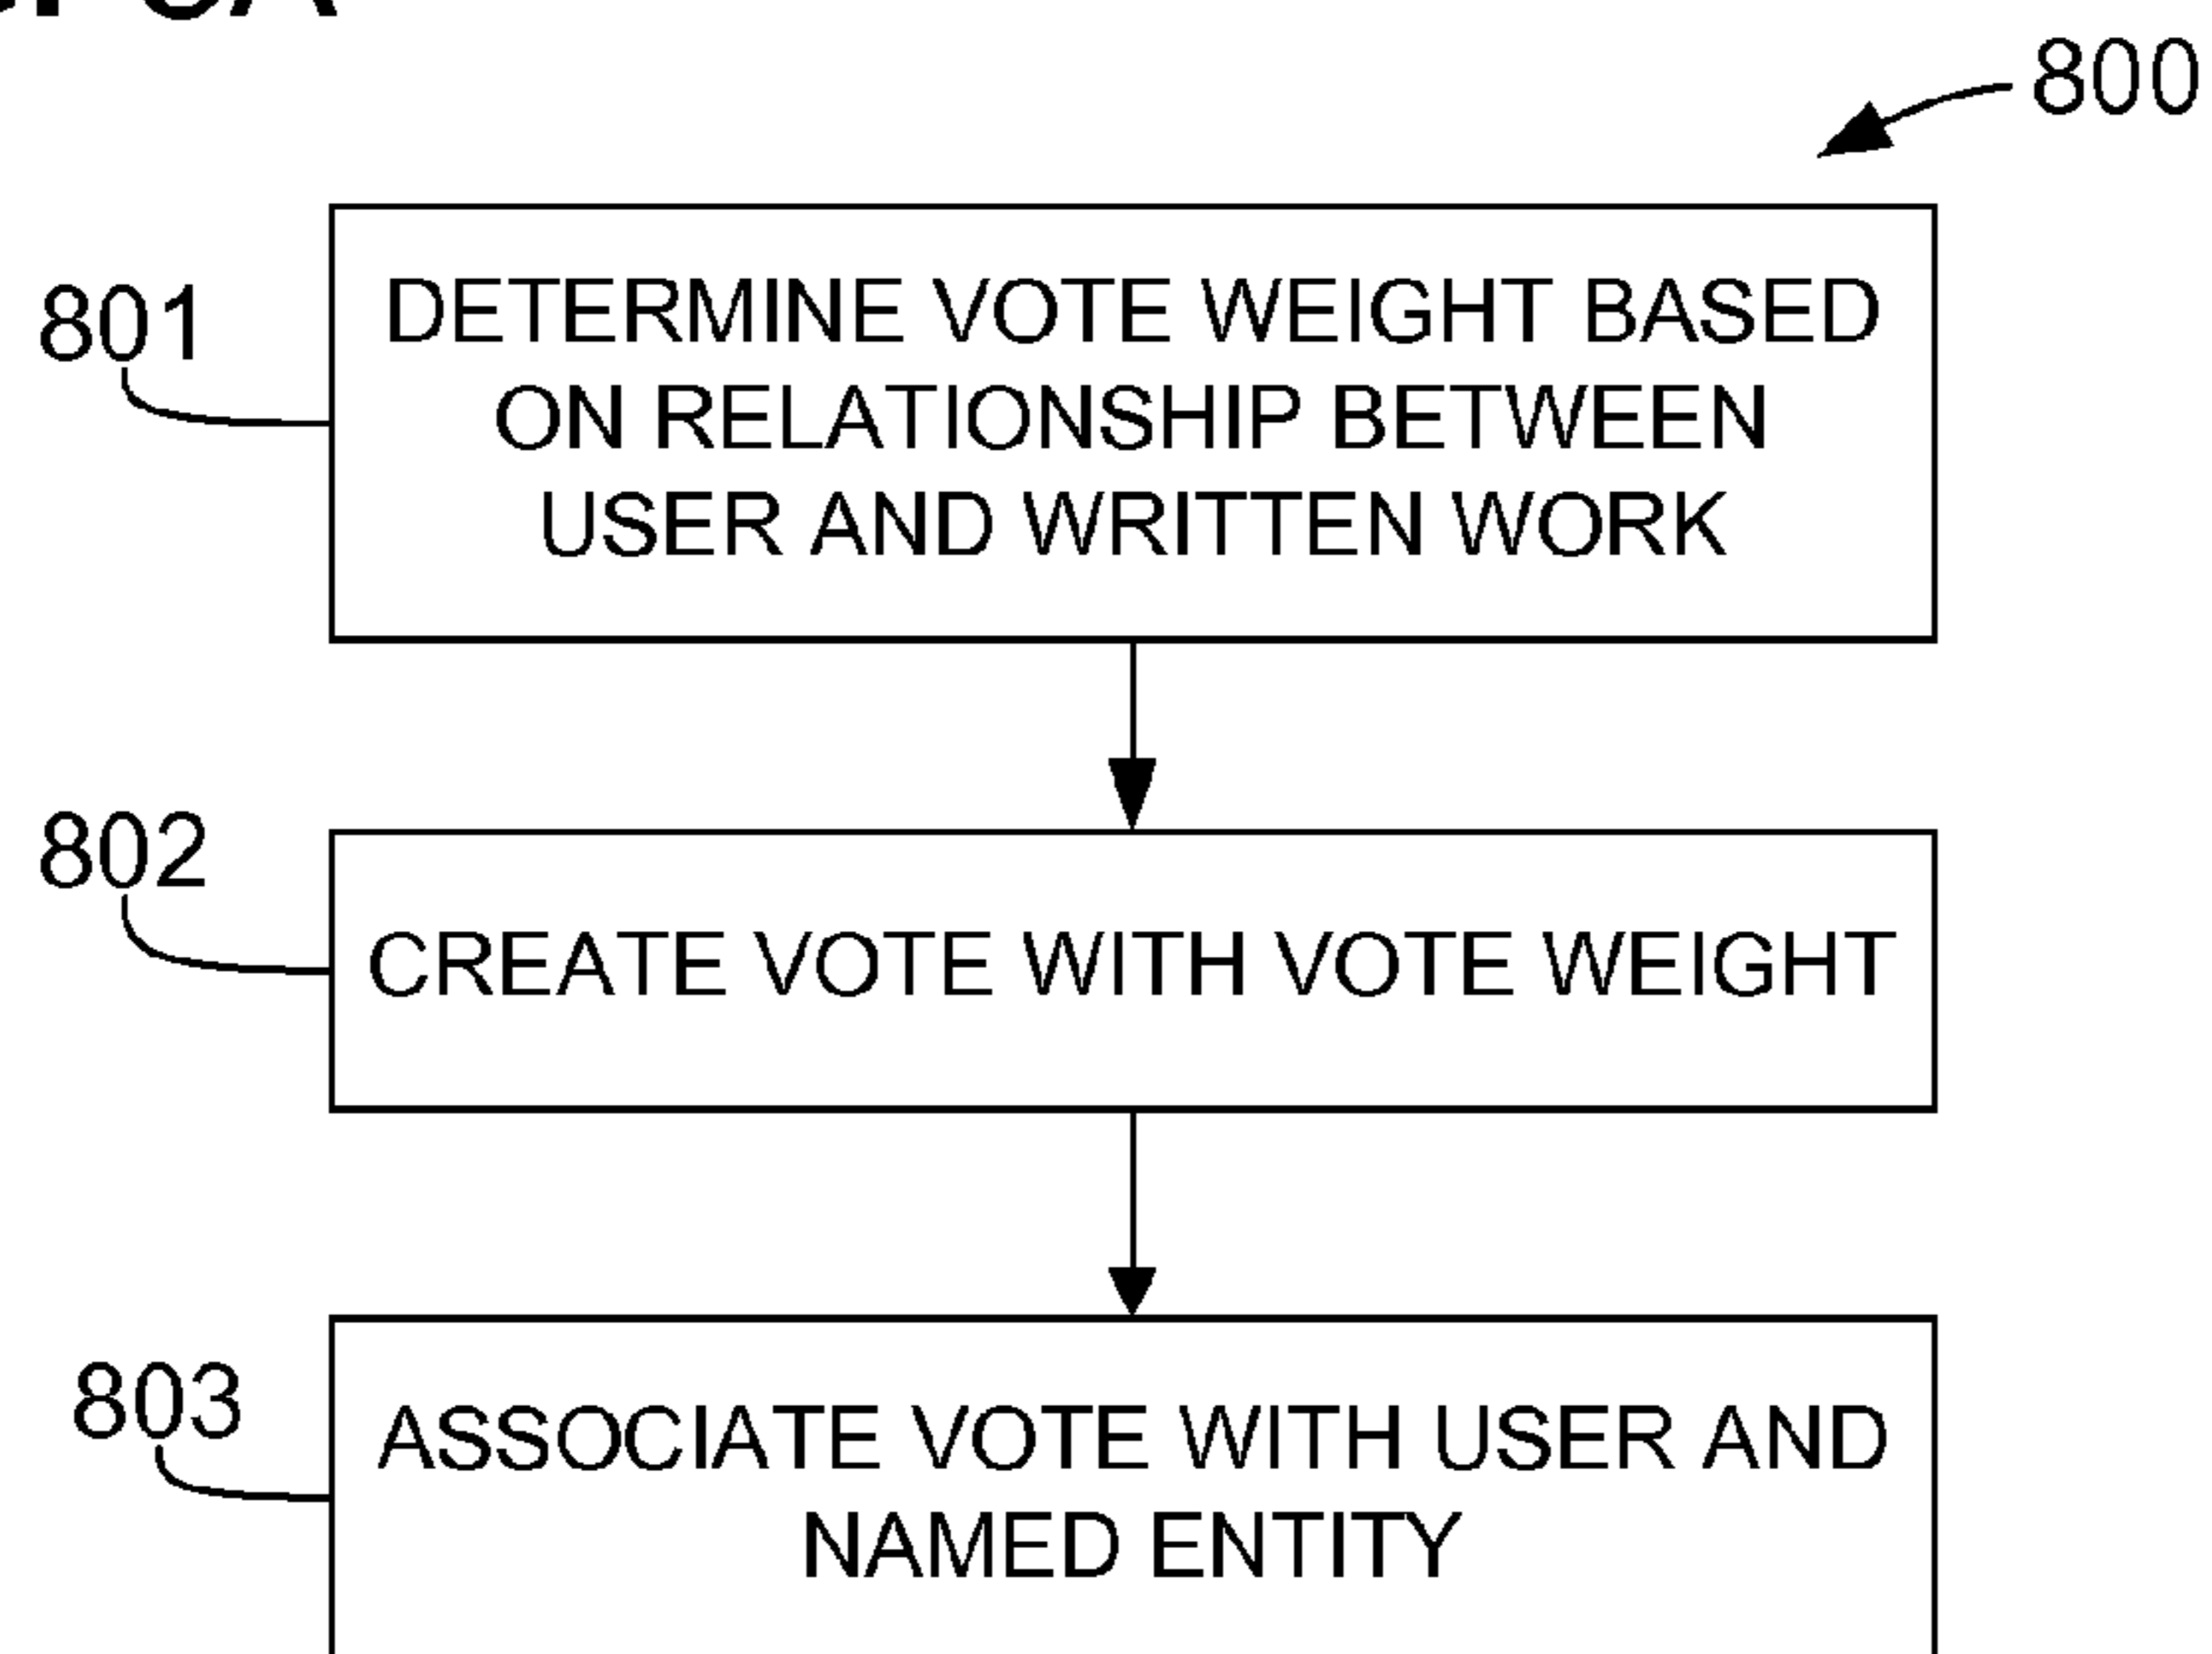 800
801
DETERMINE VOTE WEIGHT BASED
ON RELATIONSHIP BETWEEN
USER AND WRITTEN WORK
802
CREATE VOTE WITH VOTE WEIGHT
803
ASSOCIATE VOTE WITH USER AND
NAMED ENTITY